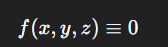 f(x, y, z) ≡ 0